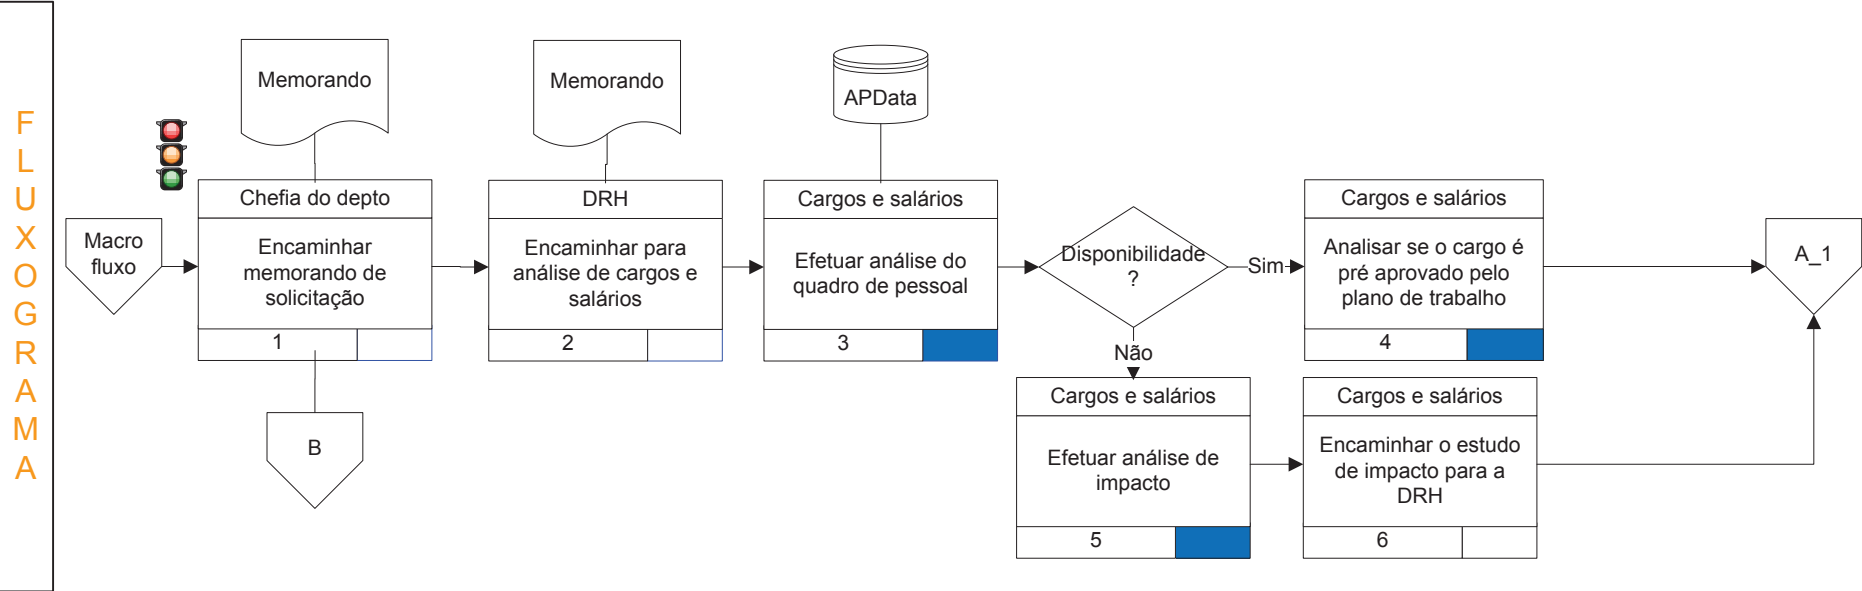 FLUXOGRAMA
Memorando
Memorando
APData
Macro
fluxo
Chefia do depto
Encaminhar
memorando de
solicitação
1
B
DRH
Encaminhar para
análise de cargos e
salários
2
Cargos e salários
Efetuar análise do
quadro de pessoal
3
Disponibilidade
?
Sim
Não
Cargos e salários
Analisar se o cargo é
pré aprovado pelo
plano de trabalho
4
A_1
Cargos e salários
Efetuar análise de
impacto
5
Cargos e salários
Encaminhar o estudo
de impacto para a
DRH
6